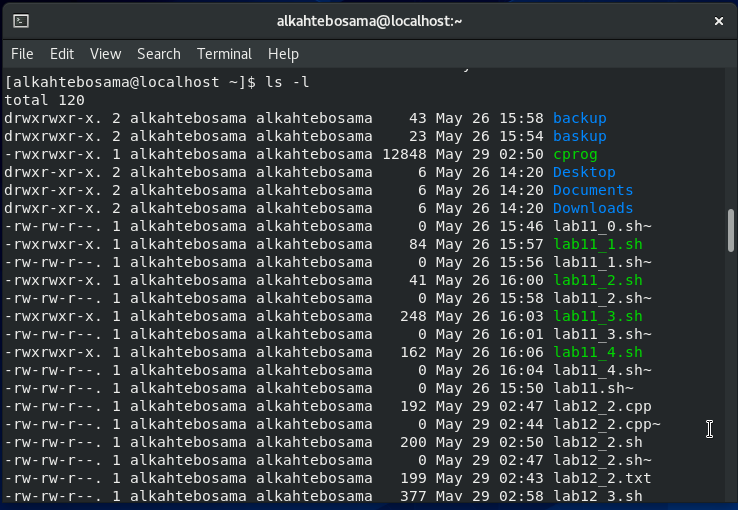 alkahtebosama@localhost:~
File Edit View Search Terminal Help
[alkahtebosama@localhost ~]$ ls -l
total 120
drwxrwxr-x. 2 alkahtebosama alkahtebosama    43 May 26 15:58 backup
drwxrwxr-x. 2 alkahtebosama alkahtebosama    23 May 26 15:54 baskup
-rwxrwxr-x. 1 alkahtebosama alkahtebosama 12848 May 29 02:50 cprog
drwxr-xr-x. 2 alkahtebosama alkahtebosama     6 May 26 14:20 Desktop
drwxr-xr-x. 2 alkahtebosama alkahtebosama     6 May 26 14:20 Documents
drwxr-xr-x. 2 alkahtebosama alkahtebosama     6 May 26 14:20 Downloads
-rw-rw-r--. 1 alkahtebosama alkahtebosama     0 May 26 15:46 lab11_0.sh~
-rwxrwxr-x. 1 alkahtebosama alkahtebosama    84 May 26 15:57 lab11_1.sh
-rw-rw-r--. 1 alkahtebosama alkahtebosama     0 May 26 15:56 lab11_1.sh~
-rwxrwxr-x. 1 alkahtebosama alkahtebosama    41 May 26 16:00 lab11_2.sh
-rw-rw-r--. 1 alkahtebosama alkahtebosama     0 May 26 15:58 lab11_2.sh~
-rwxrwxr-x. 1 alkahtebosama alkahtebosama   248 May 26 16:03 lab11_3.sh
-rw-rw-r--. 1 alkahtebosama alkahtebosama     0 May 26 16:01 lab11_3.sh~
-rwxrwxr-x. 1 alkahtebosama alkahtebosama   162 May 26 16:06 lab11_4.sh
-rw-rw-r--. 1 alkahtebosama alkahtebosama     0 May 26 16:04 lab11_4.sh~
-rw-rw-r--. 1 alkahtebosama alkahtebosama     0 May 26 15:50 lab11.sh~
-rw-rw-r--. 1 alkahtebosama alkahtebosama   192 May 29 02:47 lab12_2.cpp
-rw-rw-r--. 1 alkahtebosama alkahtebosama     0 May 29 02:44 lab12_2.cpp~
-rw-rw-r--. 1 alkahtebosama alkahtebosama   200 May 29 02:50 lab12_2.sh
-rw-rw-r--. 1 alkahtebosama alkahtebosama     0 May 29 02:47 lab12_2.sh~
-rw-rw-r--. 1 alkahtebosama alkahtebosama   199 May 29 02:43 lab12_2.txt
-rw-rw-r--. 1 alkahtebosama alkahtebosama   377 May 29 02:58 lab12_3.sh